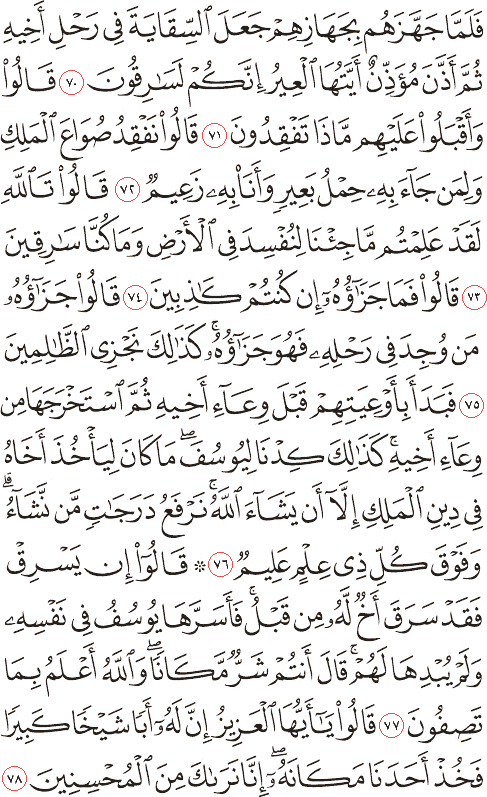 فَلَمَّا جَهَّزَهُم بِجَهَازِهِمْ جَعَلَ ٱلسِّقَايَةَ فِى رَحْلِ أَخِيهِ
ثُمَّ أَذَّنَ مُؤَذِّنٌ أَيَّتُهَا ٱلْعِيرُ إِنَّكُمْ لَسَٰرِقُونَ ٧٠ قَالُوا۟
وَأَقْبَلُوا۟ عَلَيْهِم مَّاذَا تَفْقِدُونَ ٧١ قَالُوا۟ نَفْقِدُ صُوَاعَ ٱلْمَلِكِ
وَلِمَن جَآءَ بِهِۦ حِمْلُ بَعِيرٍ وَأَنَا۠ بِهِۦ زَعِيمٌ ٧٢ قَالُوا۟ تَٱللَّهِ
لَقَدْ عَلِمْتُم مَّا جِئْنَا لِنُفْسِدَ فِى ٱلْأَرْضِ وَمَا كُنَّا سَٰرِقِينَ
٧٣ قَالُوا۟ فَمَا جَزَٰٓؤُهُۥٓ إِن كُنتُمْ كَٰذِبِينَ ٧٤ قَالُوا۟ جَزَٰٓؤُهُۥ
مَن وُجِدَ فِى رَحْلِهِۦ فَهُوَ جَزَٰٓؤُهُۥ ۚ كَذَٰلِكَ نَجْزِى ٱلظَّٰلِمِينَ
٧٥ فَبَدَأَ بِأَوْعِيَتِهِمْ قَبْلَ وِعَآءِ أَخِيهِ ثُمَّ ٱسْتَخْرَجَهَا مِن
وِعَآءِ أَخِيهِ ۚ كَذَٰلِكَ كِدْنَا لِيُوسُفَ ۖ مَا كَانَ لِيَأْخُذَ أَخَاهُ
فِى دِينِ ٱلْمَلِكِ إِلَّآ أَن يَشَآءَ ٱللَّهُ ۚ نَرْفَعُ دَرَجَٰتٍ مَّن نَّشَآءُ ۗ
وَفَوْقَ كُلِّ ذِى عِلْمٍ عَلِيمٌ ٧٦ ۞ قَالُوٓا۟ إِن يَسْرِقْ
فَقَدْ سَرَقَ أَخٌ لَّهُۥ مِن قَبْلُ ۚ فَأَسَرَّهَا يُوسُفُ فِى نَفْسِهِۦ
وَلَمْ يُبْدِهَا لَهُمْ ۚ قَالَ أَنتُمْ شَرٌّ مَّكَانًا ۖ وَٱللَّهُ أَعْلَمُ بِمَا
تَصِفُونَ ٧٧ قَالُوا۟ يَٰٓأَيُّهَا ٱلْعَزِيزُ إِنَّ لَهُۥٓ أَبًا شَيْخًا كَبِيرًا
فَخُذْ أَحَدَنَا مَكَانَهُۥٓ ۖ إِنَّا نَرَىٰكَ مِنَ ٱلْمُحْسِنِينَ ٧٨